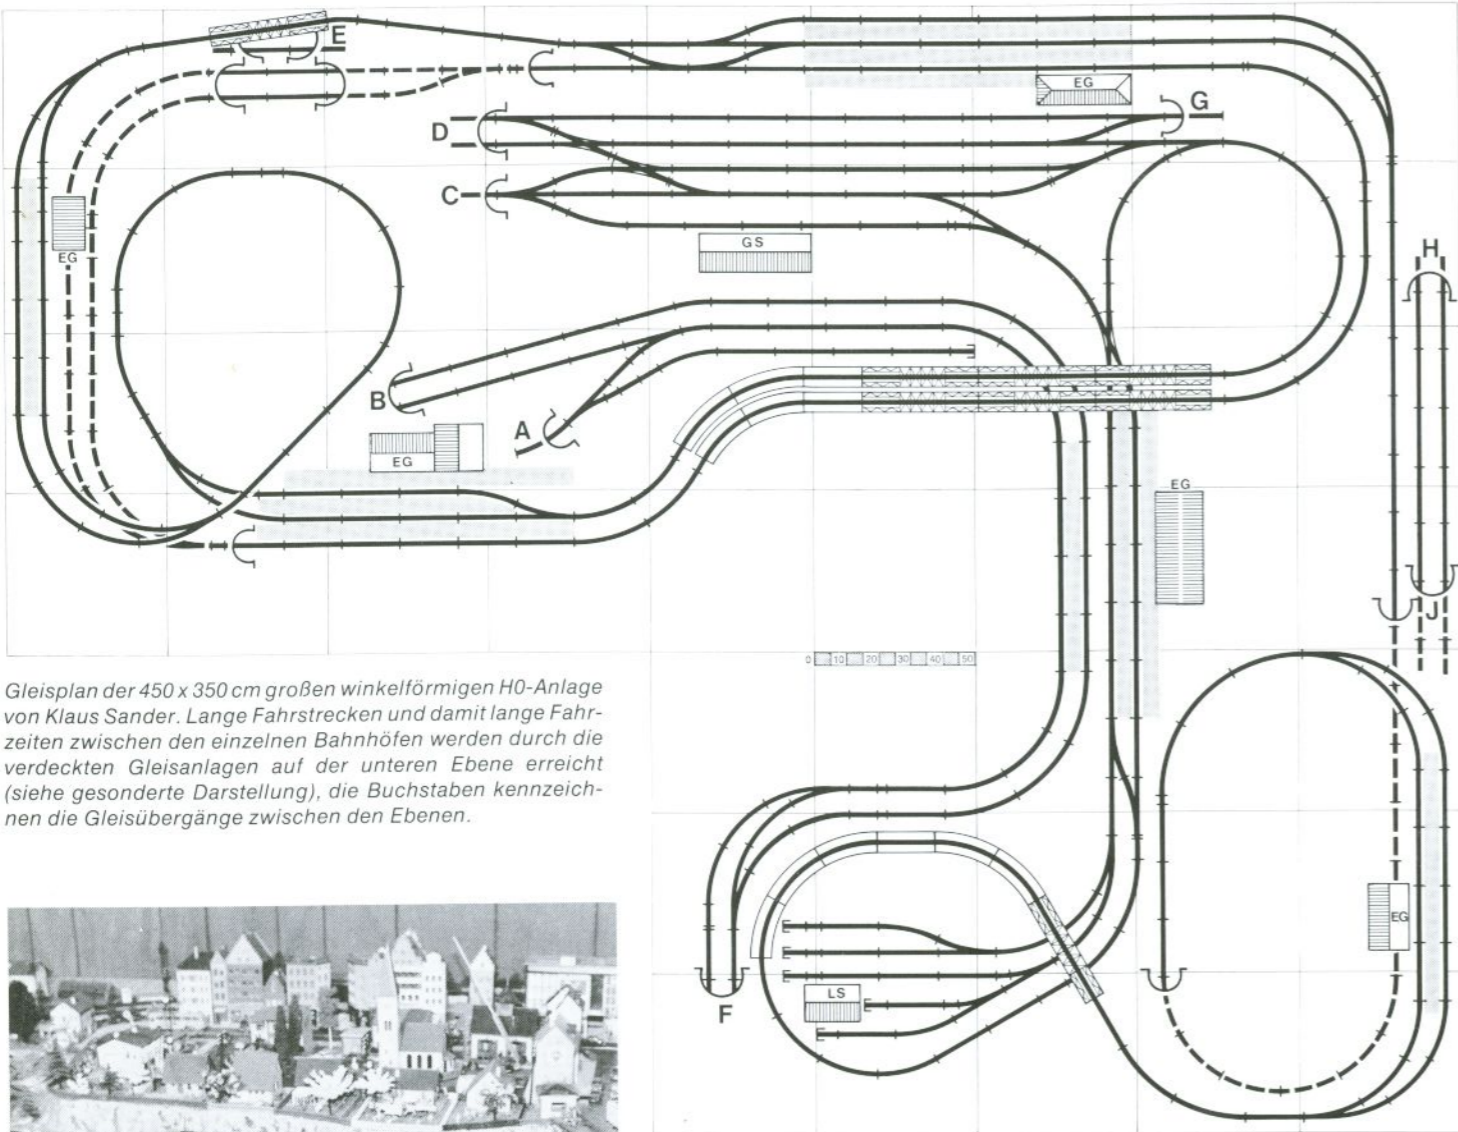 E
EG
D
G
C
EG
GS
H
B
A
EG
EG
J
0 10 20 30 40 50
Gleisplan der 450 x 350 cm großen winkelförmigen H0-Anlage
von Klaus Sander. Lange Fahrstrecken und damit lange Fahr-
zeiten zwischen den einzelnen Bahnhöfen werden durch die
verdeckten Gleisanlagen auf der unteren Ebene erreicht
(siehe gesonderte Darstellung), die Buchstaben kennzeich-
nen die Gleisübergänge zwischen den Ebenen.
EG
LS
F